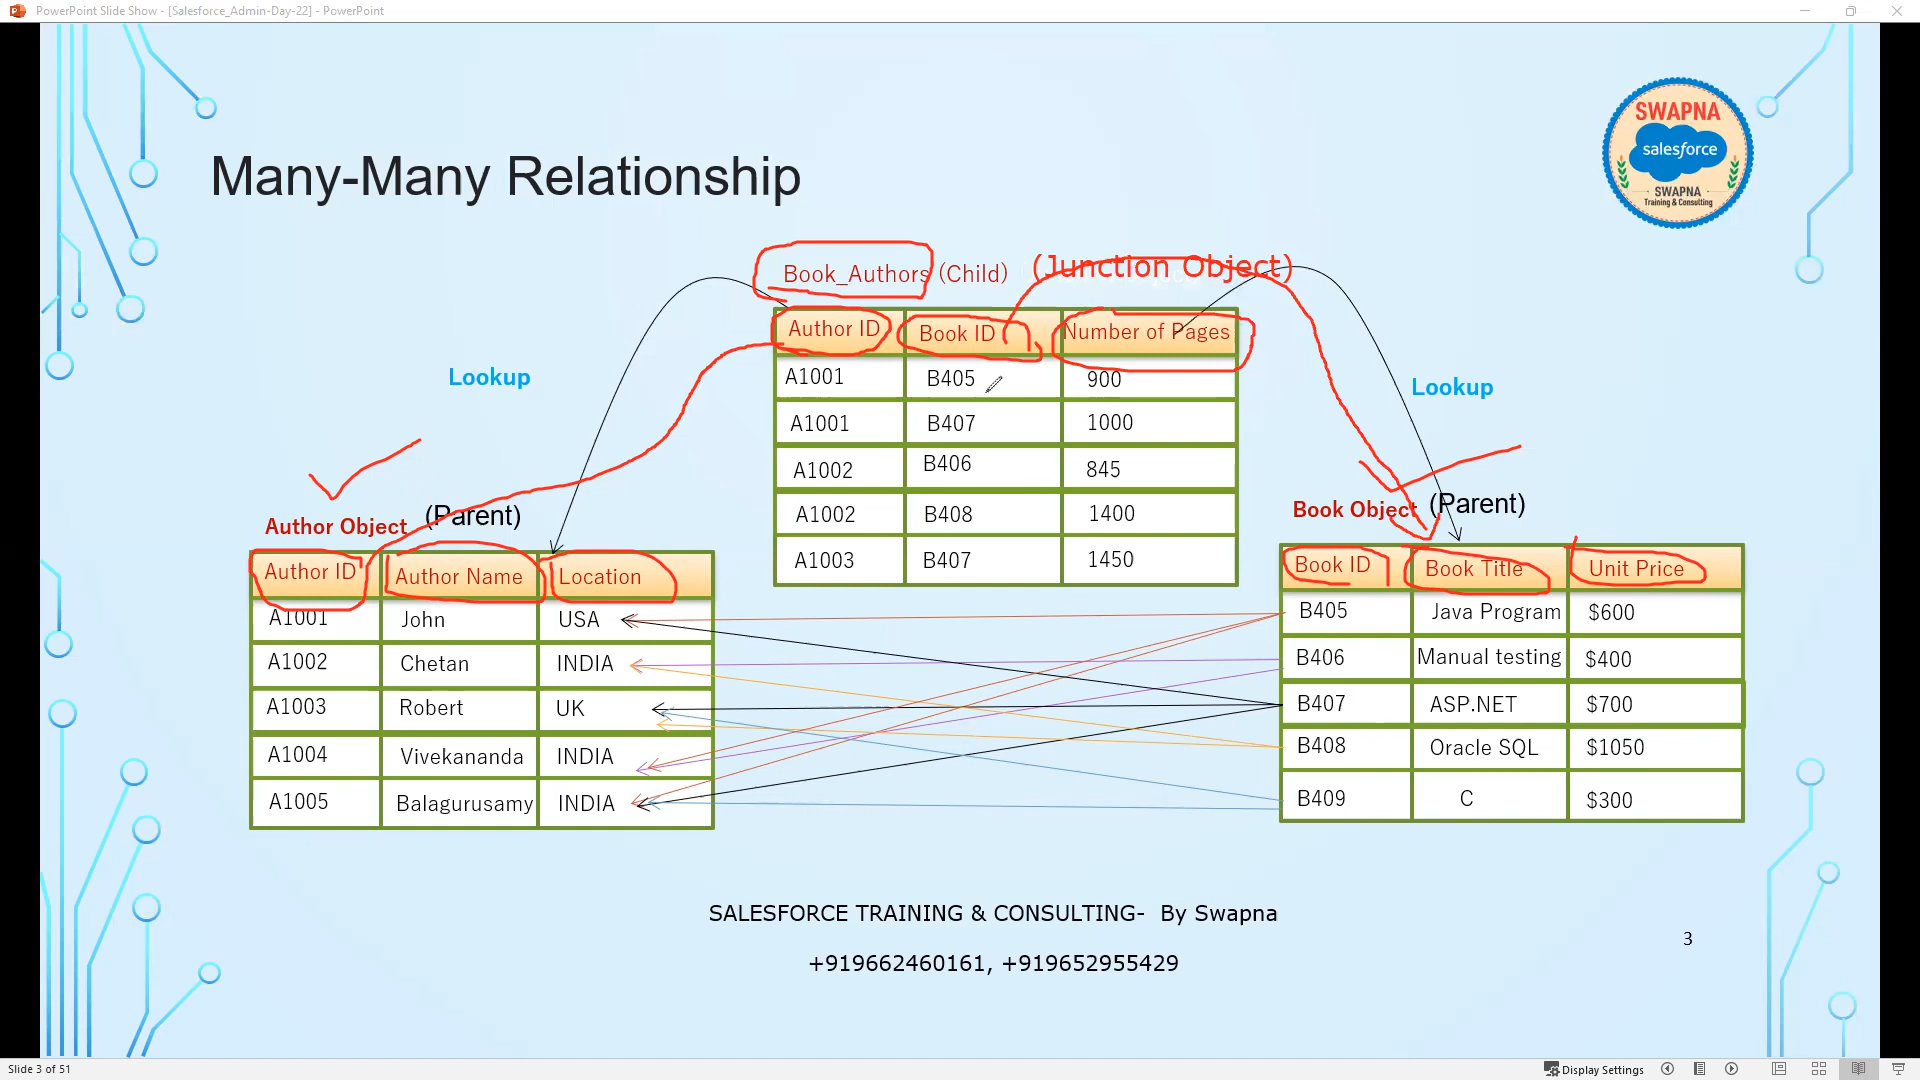 PowerPoint Slide Show - [Salesforce_Admin-Day-22] - PowerPoint
SWAPNA
salesforce
SWAPNA
Training & Consulting
Many-Many Relationship
Book_Authors (Child) (Junction Object)
Author ID Book ID Number of Pages
A1001 B405 900
A1001 B407 1000
A1002 B406 845
A1002 B408 1400
A1003 B407 1450
Lookup
Lookup
Author Object (Parent)
Author ID Author Name Location
A1001 John USA
A1002 Chetan INDIA
A1003 Robert UK
A1004 Vivekananda INDIA
A1005 Balagurusamy INDIA
Book Object (Parent)
Book ID Book Title Unit Price
B405 Java Program $600
B406 Manual testing $400
B407 ASP.NET $700
B408 Oracle SQL $1050
B409 C $300
SALESFORCE TRAINING & CONSULTING- By Swapna
3
+919662460161, +919652955429
Slide 3 of 51
Display Settings